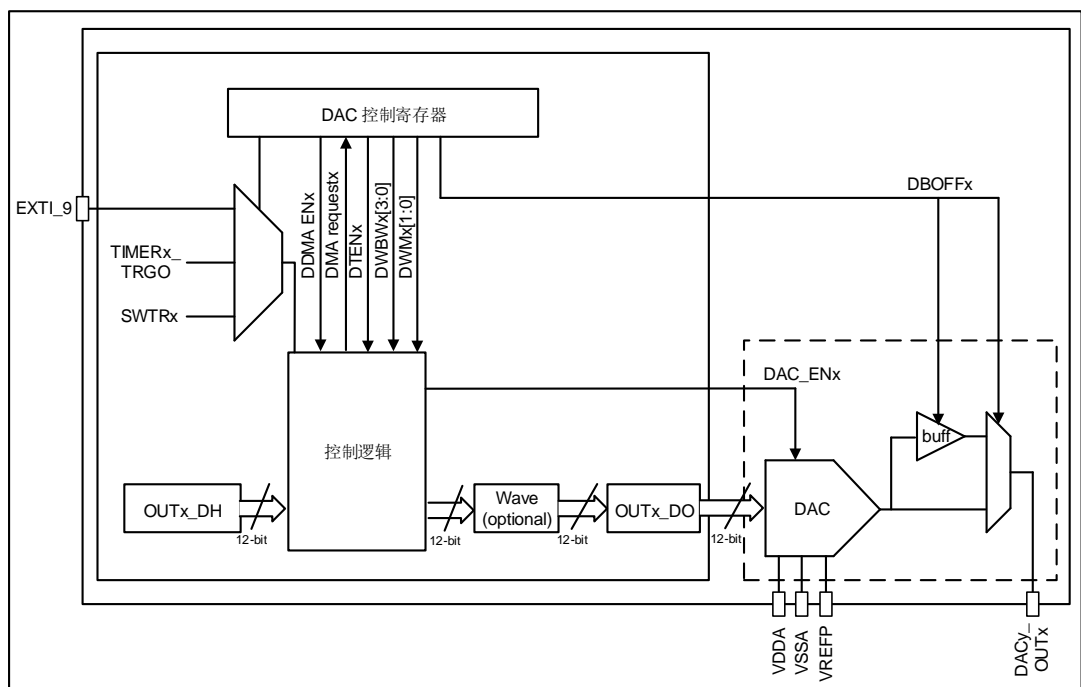 DAC 控制寄存器
EXTI_9
TIMERx_
TRGO
SWTRx
DDMA ENx
DMA requestx
DTENx
DWBWx[3:0]
DWMx[1:0]
DBOFFx
控制逻辑
DAC_ENx
buff
OUTx_DH
12-bit
12-bit
Wave
(optional)
12-bit
OUTx_DO
12-bit
DAC
VDDA
VSSA
VREFP
DACy_
OUTx